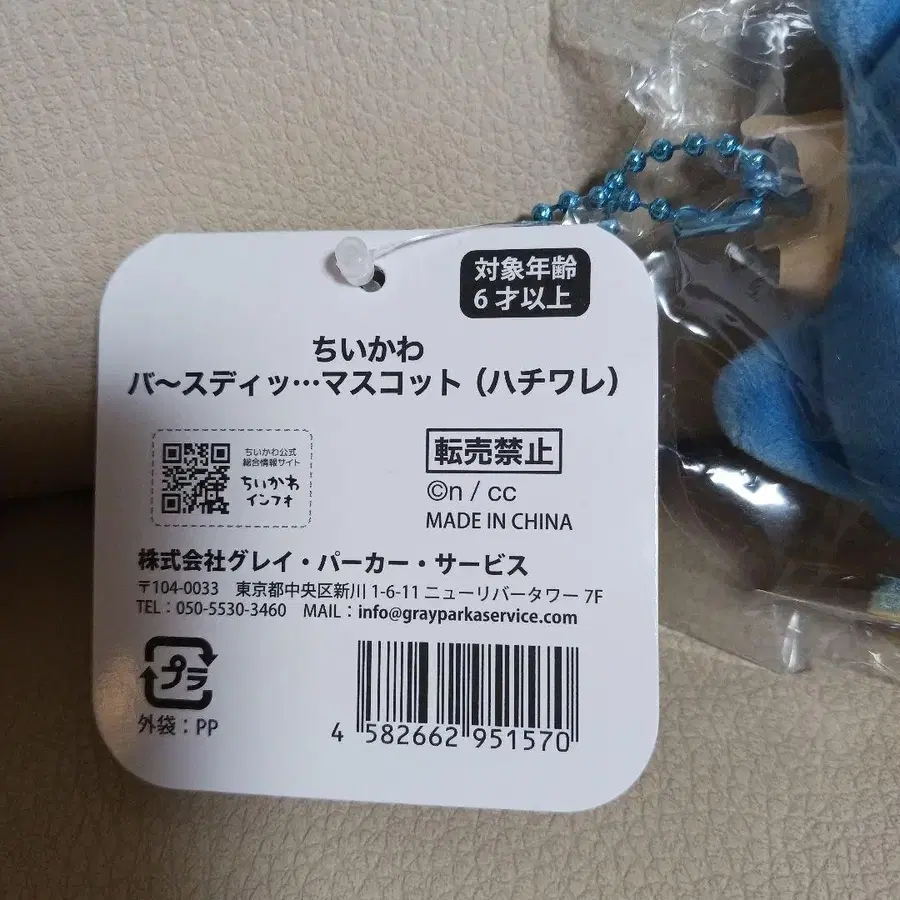 対象年齢
6才以上
ちいかわ
バ〜スディッ…マスコット（ハチワレ）
ちいかわ公式
総合情報サイト
ちいかわ
インフォ
転売禁止
©n / cc
MADE IN CHINA
株式会社グレイ・パーカー・サービス
〒104-0033 東京都中央区新川 1-6-11 ニューリバータワー 7F
TEL：050-5530-3460 MAIL：info@grayparkaservice.com
プラ
外袋：PP
4 582662 951570